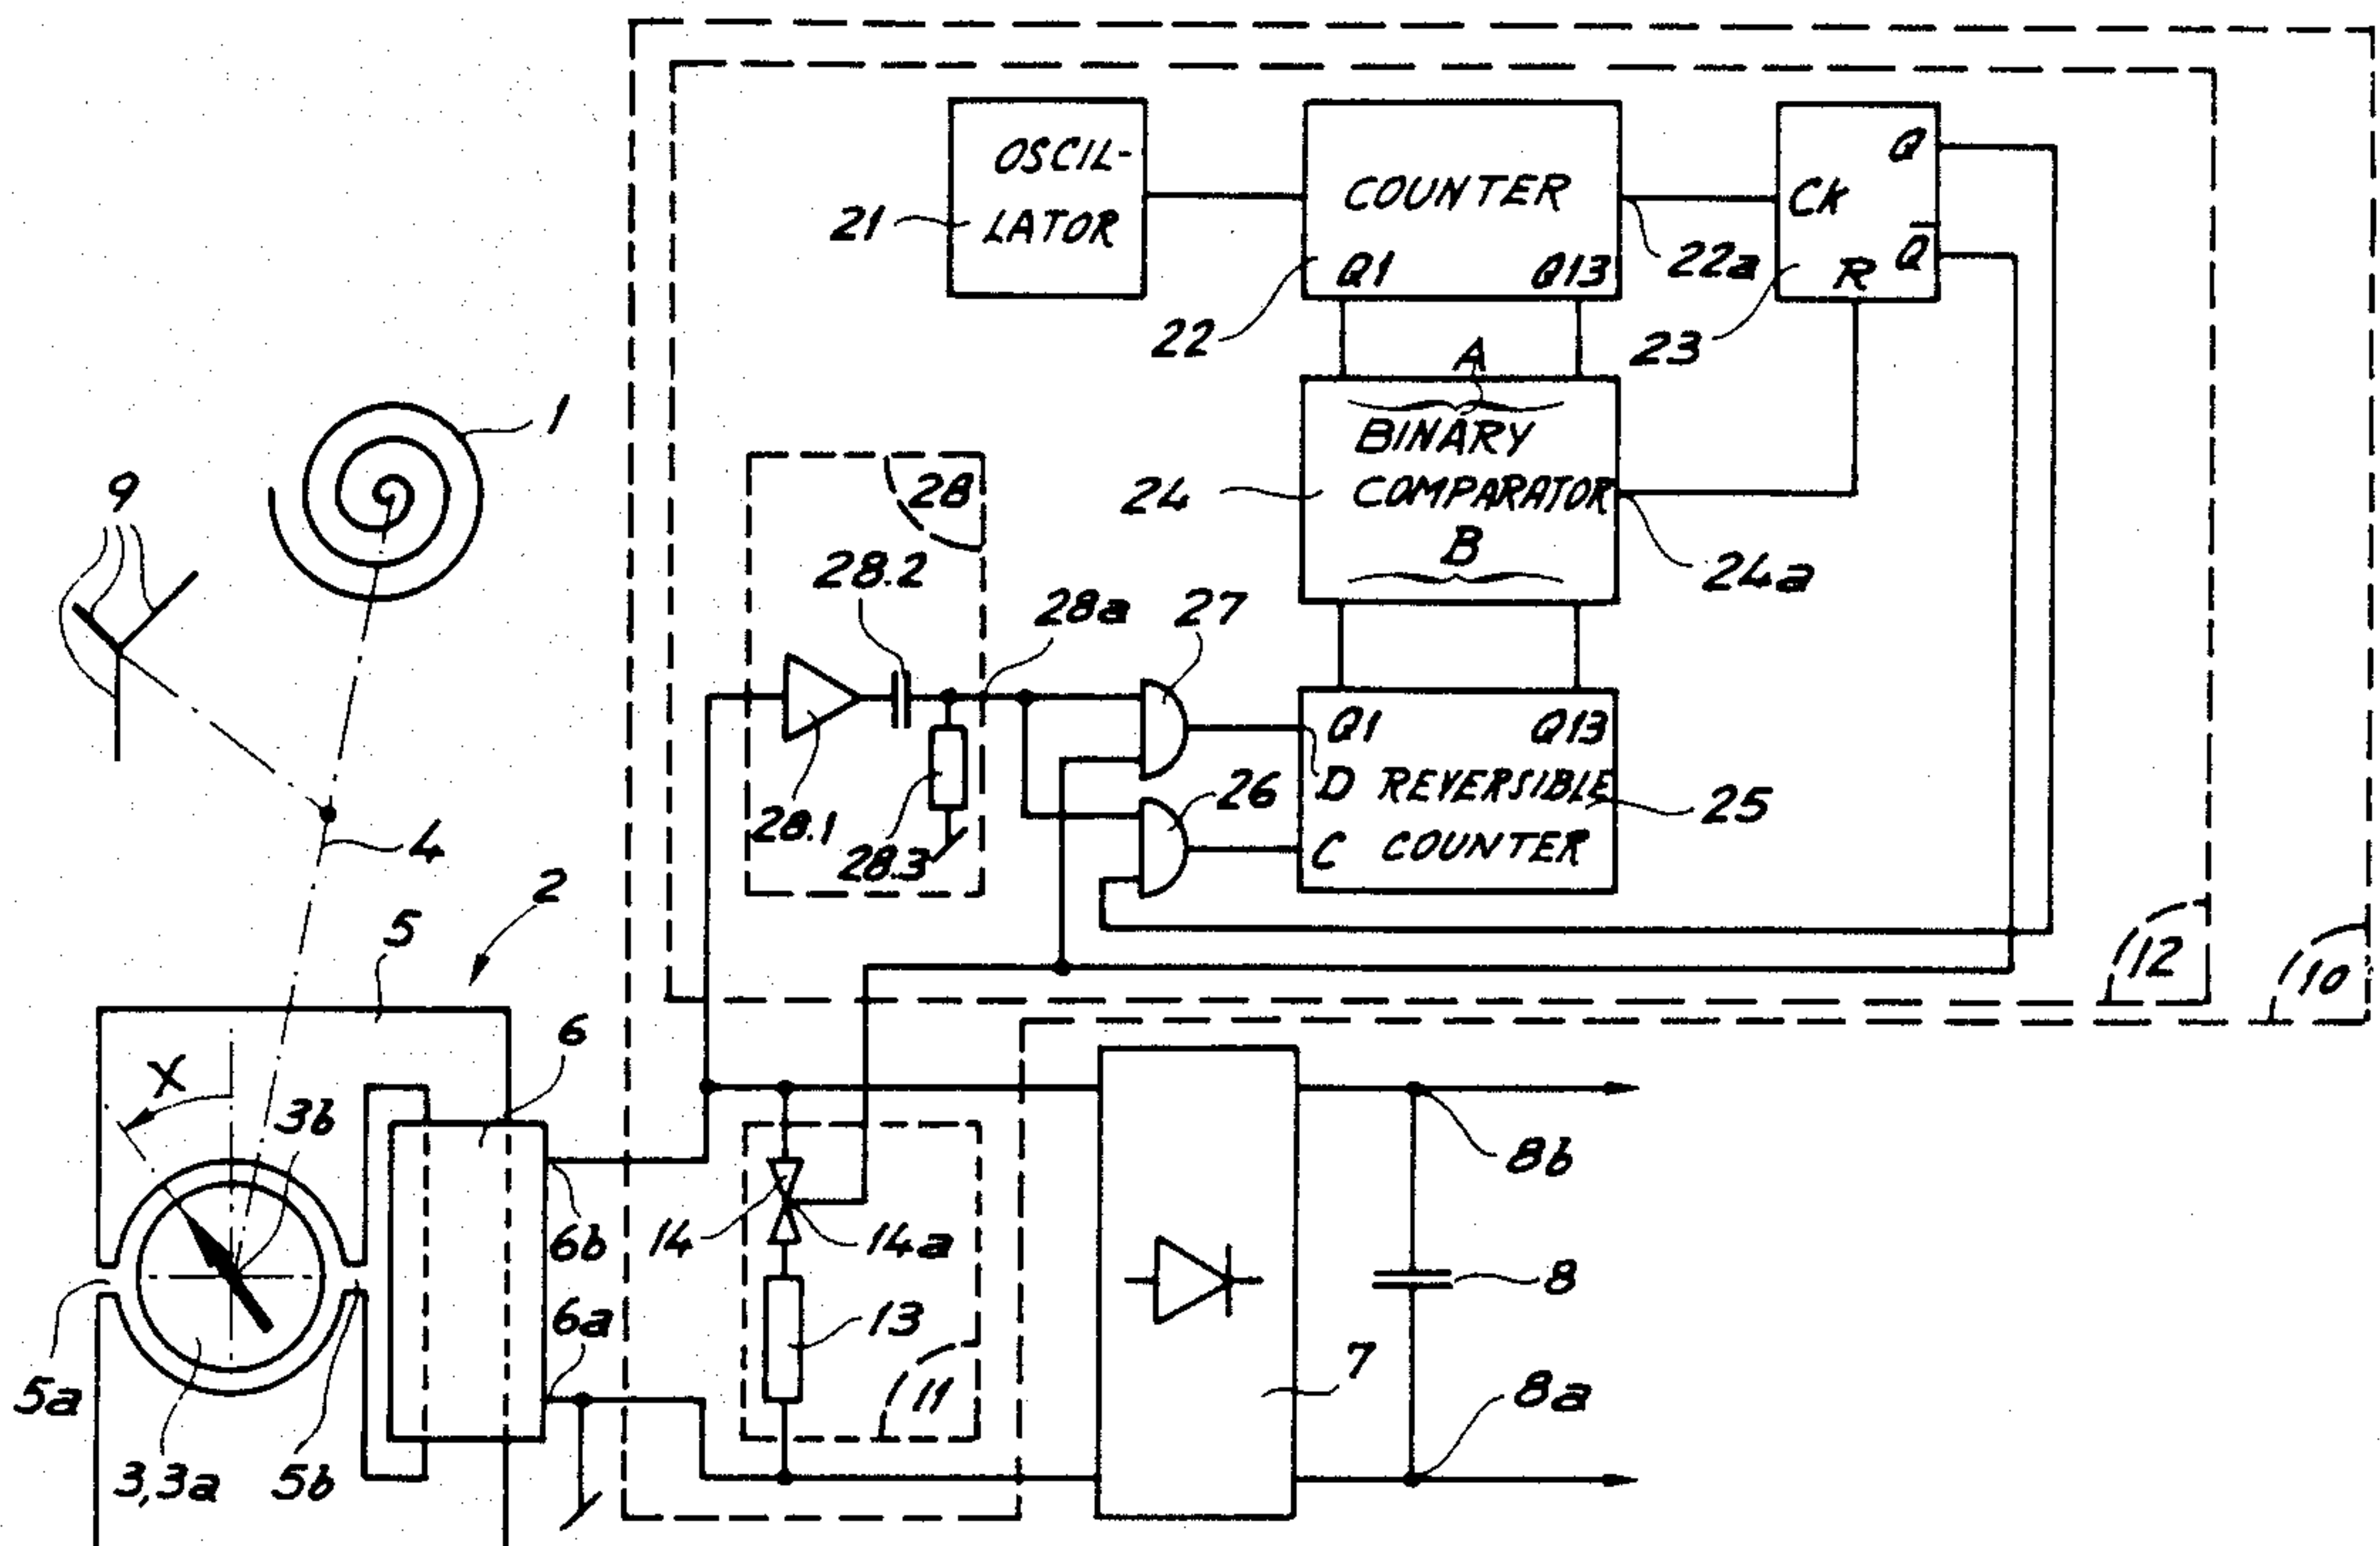 OSCIL-
LATOR
21
COUNTER
Q1 Q13
22
22a
CK
Q
Q̅
R
23
A
BINARY
COMPARATOR
B
24
24a
1
9
28
28.2
28a
27
28.1
28.3
26
Q1 Q13
D REVERSIBLE
C COUNTER
25
4
2
5
12
10
6
X
3b
6b
14
14a
8b
8
6a
13
7
5a
11
8a
3,3a
5b